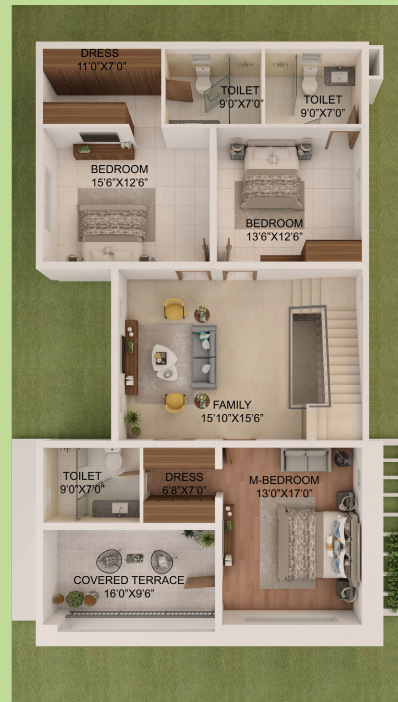 DRESS
11'0"X7'0"
TOILET
9'0"X7'0"
TOILET
9'0"X7'0"
BEDROOM
15'6"X12'6"
BEDROOM
13'6"X12'6"
FAMILY
15'10"X15'6"
TOILET
9'0"X7'0"
DRESS
6'8"X7'0"
M-BEDROOM
13'0"X17'0"
COVERED TERRACE
16'0"X9'6"